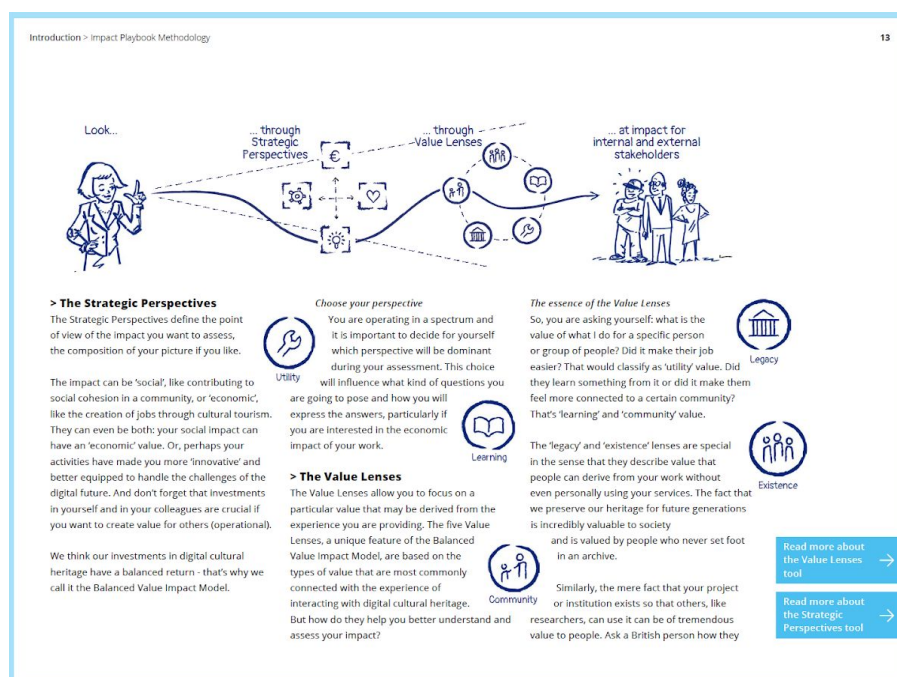 Introduction > Impact Playbook Methodology
13
Look...
... through
Strategic
Perspectives
... through
Value Lenses
... at impact for
internal and external
stakeholders
€
> The Strategic Perspectives
The Strategic Perspectives define the point
of view of the impact you want to assess,
the composition of your picture if you like.
The impact can be ‘social’, like contributing to
social cohesion in a community, or ‘economic’,
like the creation of jobs through cultural tourism.
They can even be both: your social impact can
have an ‘economic’ value. Or, perhaps your
activities have made you more ‘innovative’ and
better equipped to handle the challenges of the
digital future. And don’t forget that investments
in yourself and in your colleagues are crucial if
you want to create value for others (operational).
We think our investments in digital cultural
heritage have a balanced return - that’s why we
call it the Balanced Value Impact Model.
Utility
Choose your perspective
You are operating in a spectrum and
it is important to decide for yourself
which perspective will be dominant
during your assessment. This choice
will influence what kind of questions you
are going to pose and how you will
express the answers, particularly if
you are interested in the economic
impact of your work.
Learning
> The Value Lenses
The Value Lenses allow you to focus on a
particular value that may be derived from the
experience you are providing. The five Value
Lenses, a unique feature of the Balanced
Value Impact Model, are based on the
types of value that are most commonly
connected with the experience of
interacting with digital cultural heritage.
But how do they help you better understand and
assess your impact?
Community
The essence of the Value Lenses
So, you are asking yourself: what is the
value of what I do for a specific person
or group of people? Did it make their job
easier? That would classify as ‘utility’ value. Did
they learn something from it or did it make them
feel more connected to a certain community?
That’s ‘learning’ and ‘community’ value.
Legacy
The ‘legacy’ and ‘existence’ lenses are special
in the sense that they describe value that
people can derive from your work without
even personally using your services. The fact that
we preserve our heritage for future generations
is incredibly valuable to society
and is valued by people who never set foot
in an archive.
Existence
Similarly, the mere fact that your project
or institution exists so that others, like
researchers, can use it can be of tremendous
value to people. Ask a British person how they
Read more about
the Value Lenses
tool
Read more about
the Strategic
Perspectives tool